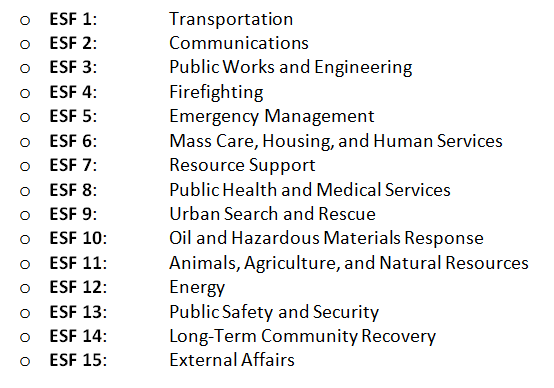 o ESF 1: Transportation
o ESF 2: Communications
o ESF 3: Public Works and Engineering
o ESF 4: Firefighting
o ESF 5: Emergency Management
o ESF 6: Mass Care, Housing, and Human Services
o ESF 7: Resource Support
o ESF 8: Public Health and Medical Services
o ESF 9: Urban Search and Rescue
o ESF 10: Oil and Hazardous Materials Response
o ESF 11: Animals, Agriculture, and Natural Resources
o ESF 12: Energy
o ESF 13: Public Safety and Security
o ESF 14: Long-Term Community Recovery
o ESF 15: External Affairs